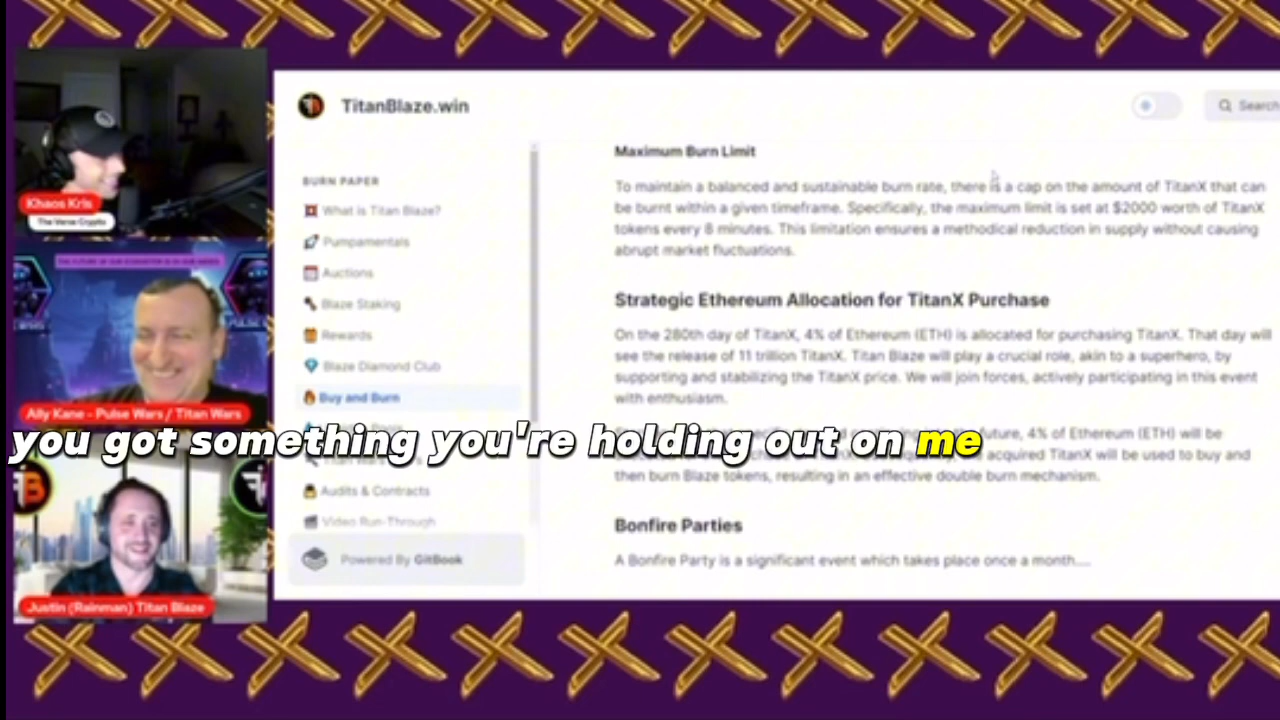 TitanBlaze.win
Search
BURN PAPER
What is Titan Blaze?
Pumpamentals
Auctions
Blaze Staking
Rewards
Blaze Diamond Club
Buy and Burn
Audits & Contracts
Video Run-Through
Powered By GitBook
Maximum Burn Limit
To maintain a balanced and sustainable burn rate, there is a cap on the amount of TitanX that can
be burnt within a given timeframe. Specifically, the maximum limit is set at $2000 worth of TitanX
tokens every 8 minutes. This limitation ensures a methodical reduction in supply without causing
abrupt market fluctuations.
Strategic Ethereum Allocation for TitanX Purchase
On the 280th day of TitanX, 4% of Ethereum (ETH) is allocated for purchasing TitanX. That day will
see the release of 11 trillion TitanX. Titan Blaze will play a crucial role, akin to a superhero, by
supporting and stabilizing the TitanX price. We will join forces, actively participating in this event
with enthusiasm.
future, 4% of Ethereum (ETH) will be
acquired TitanX will be used to buy and
then burn Blaze tokens, resulting in an effective double burn mechanism.
Bonfire Parties
A Bonfire Party is a significant event which takes place once a month....
Khaos Kris
The Verse Crypto
Ally Kane - Pulse Wars / Titan Wars
Justin (Rainman) Titan Blaze
you got something you're holding out on me